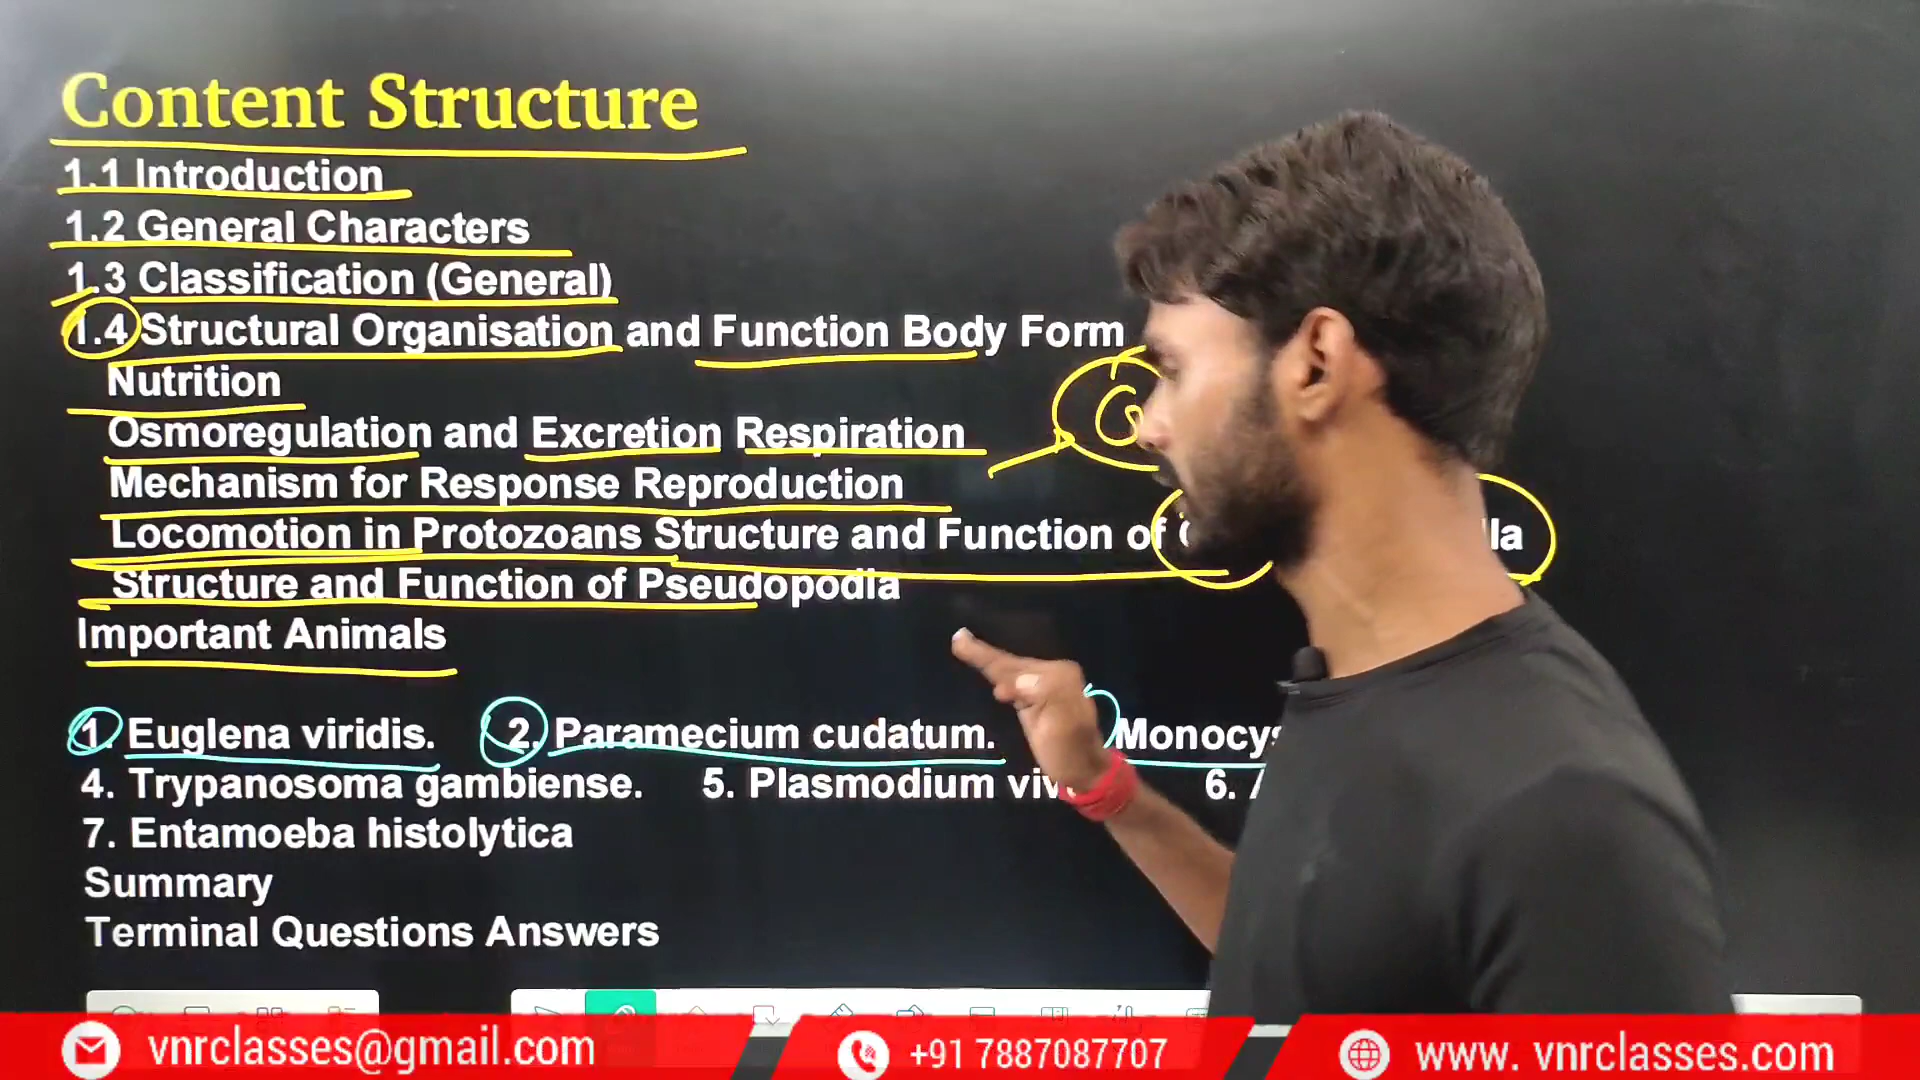 Content Structure
1.1 Introduction
1.2 General Characters
1.3 Classification (General)
1.4 Structural Organisation and Function Body Form
Nutrition
Osmoregulation and Excretion Respiration
Mechanism for Response Reproduction
Locomotion in Protozoans Structure and Function of
Structure and Function of Pseudopodia
Important Animals
1. Euglena viridis. 2. Paramecium cudatum.
4. Trypanosoma gambiense. 5. Plasmodium 6.
7. Entamoeba histolytica
Summary
Terminal Questions Answers
vnrclasses@gmail.com +91 7887087707 www. vnrclasses.com